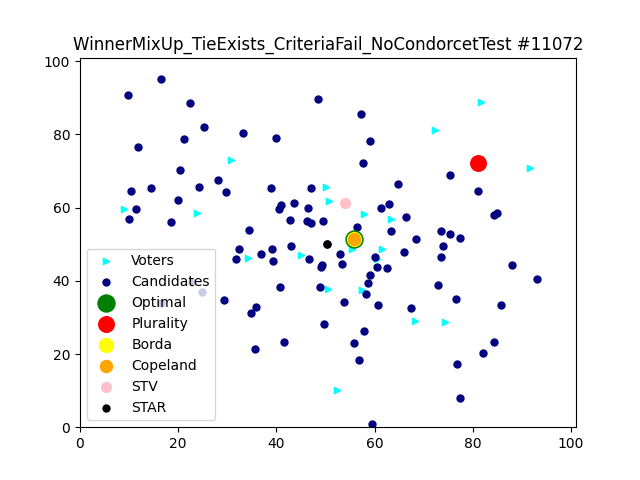 WinnerMixUp_TieExists_CriteriaFail_NoCondorcetTest #11072
100
80
60
40
20
0
Voters
Candidates
Optimal
Plurality
Borda
Copeland
STV
STAR
0 20 40 60 80 100